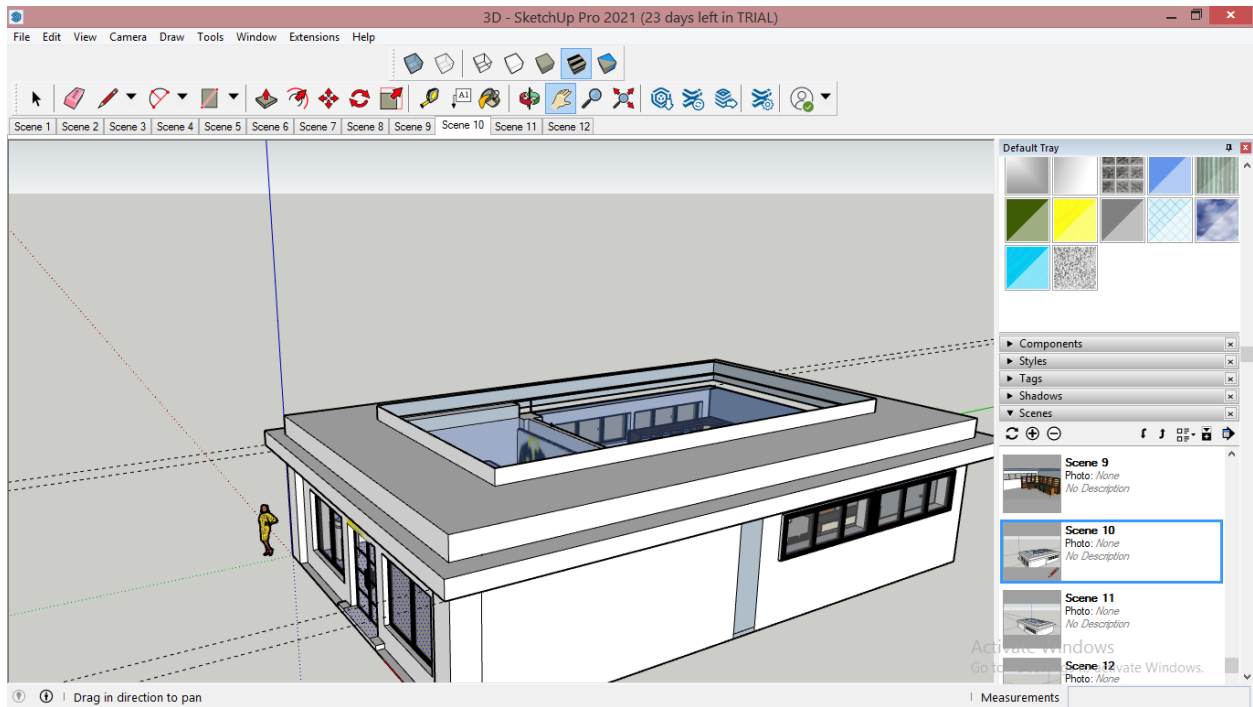 3D - SketchUp Pro 2021 (23 days left in TRIAL)
File Edit View Camera Draw Tools Window Extensions Help
A1
Scene 1 Scene 2 Scene 3 Scene 4 Scene 5 Scene 6 Scene 7 Scene 8 Scene 9 Scene 10 Scene 11 Scene 12
Default Tray
Components
Styles
Tags
Shadows
Scenes
Scene 9
Photo: None
No Description
Scene 10
Photo: None
No Description
Scene 11
Photo: None
No Description
Activate Windows
Scene 12
Photo: None
Drag in direction to pan
Measurements